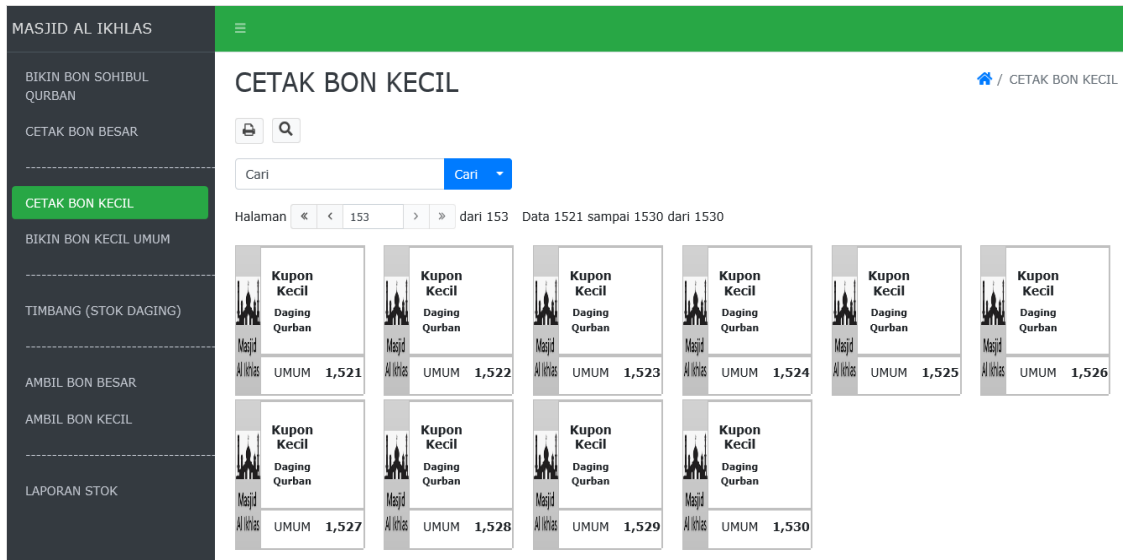 MASJID AL IKHLAS
BIKIN BON SOHIBUL
QURBAN
CETAK BON BESAR
------------------------------------
CETAK BON KECIL
BIKIN BON KECIL UMUM
------------------------------------
TIMBANG (STOK DAGING)
------------------------------------
AMBIL BON BESAR
AMBIL BON KECIL
------------------------------------
LAPORAN STOK
CETAK BON KECIL
/ CETAK BON KECIL
Cari Cari
Halaman « ‹ 153 › » dari 153 Data 1521 sampai 1530 dari 1530
Kupon
Kecil
Daging
Qurban
Masjid
Al Ikhlas
UMUM 1,521
Kupon
Kecil
Daging
Qurban
Masjid
Al Ikhlas
UMUM 1,522
Kupon
Kecil
Daging
Qurban
Masjid
Al Ikhlas
UMUM 1,523
Kupon
Kecil
Daging
Qurban
Masjid
Al Ikhlas
UMUM 1,524
Kupon
Kecil
Daging
Qurban
Masjid
Al Ikhlas
UMUM 1,525
Kupon
Kecil
Daging
Qurban
Masjid
Al Ikhlas
UMUM 1,526
Kupon
Kecil
Daging
Qurban
Masjid
Al Ikhlas
UMUM 1,527
Kupon
Kecil
Daging
Qurban
Masjid
Al Ikhlas
UMUM 1,528
Kupon
Kecil
Daging
Qurban
Masjid
Al Ikhlas
UMUM 1,529
Kupon
Kecil
Daging
Qurban
Masjid
Al Ikhlas
UMUM 1,530